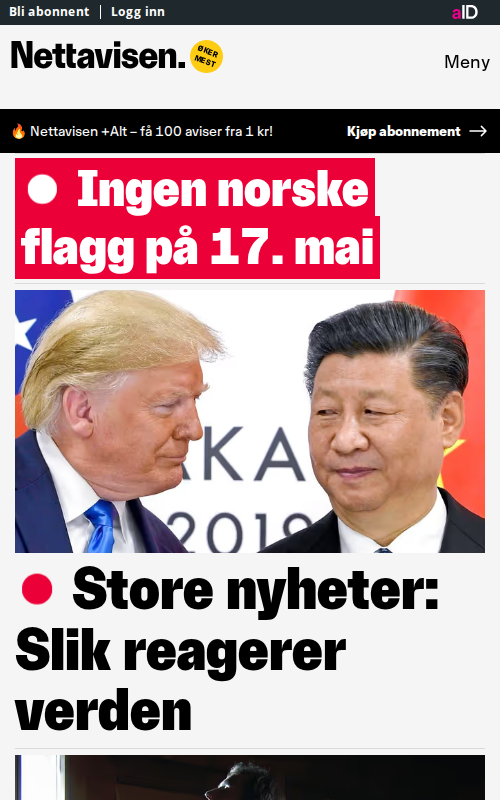 Bli abonnent
Logg inn
aID
Nettavisen.
ØKER
MEST
Meny
🔥 Nettavisen +Alt – få 100 aviser fra 1 kr!
Kjøp abonnement →
Ingen norske
flagg på 17. mai
AKA
2019
Store nyheter:
Slik reagerer
verden